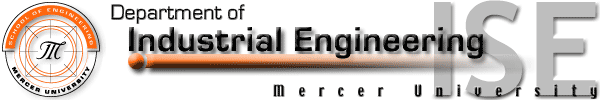 SCHOOL OF ENGINEERING
M
MERCER UNIVERSITY
Department of
Industrial Engineering
ISE
Mercer University